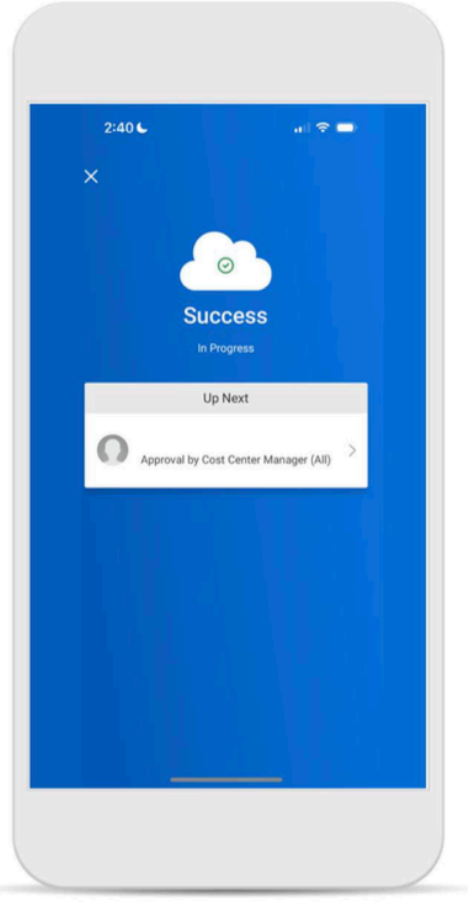 2:40
Success
In Progress
Up Next
Approval by Cost Center Manager (All)